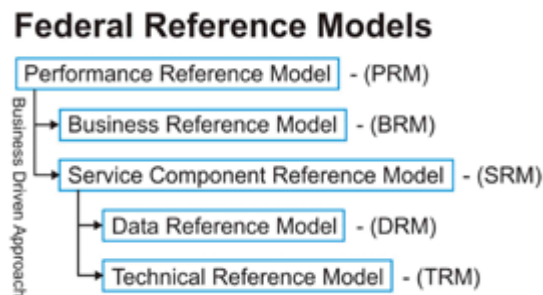 Federal Reference Models
Performance Reference Model - (PRM)
Business Reference Model - (BRM)
Service Component Reference Model - (SRM)
Data Reference Model - (DRM)
Technical Reference Model - (TRM)
Business Driven Approach